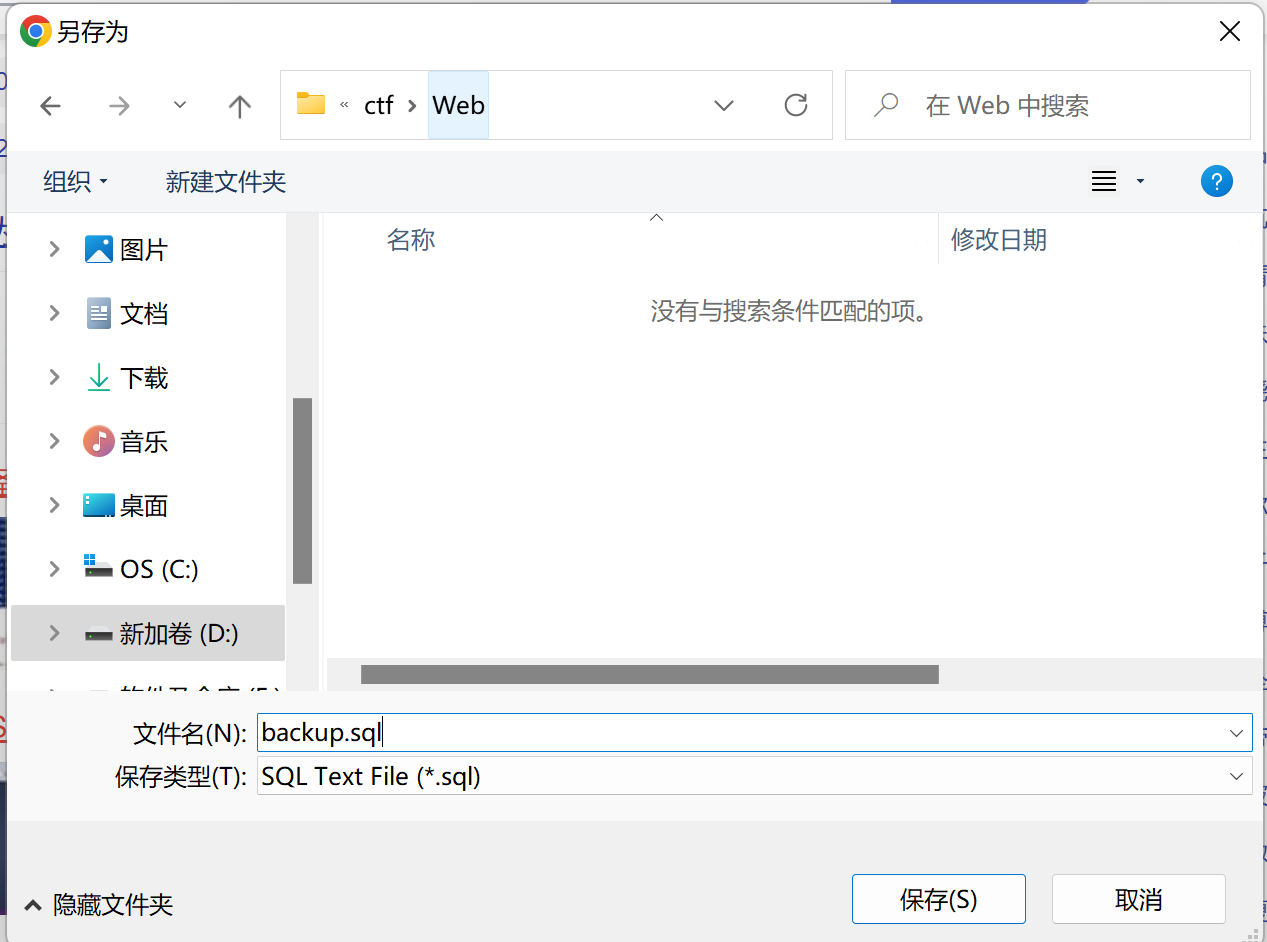 另存为
« ctf › Web
在 Web 中搜索
组织
新建文件夹
名称
修改日期
没有与搜索条件匹配的项。
图片
文档
下载
音乐
桌面
OS (C:)
新加卷 (D:)
文件名(N):
backup.sql
保存类型(T):
SQL Text File (*.sql)
隐藏文件夹
保存(S)
取消